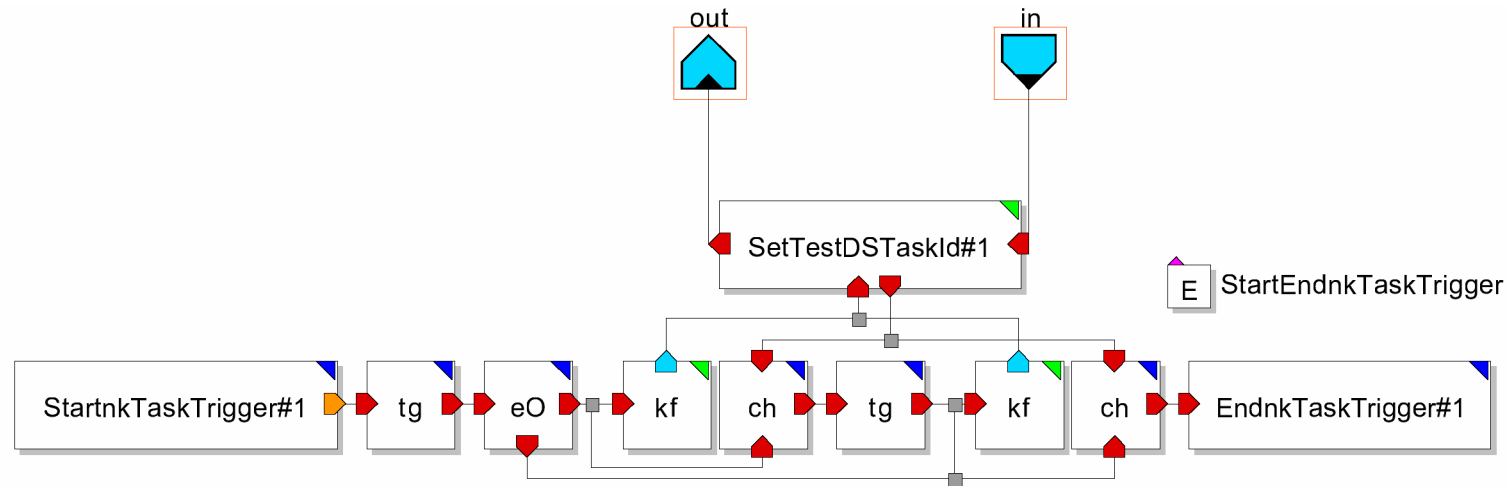 out
in
SetTestDSTaskId#1
E
StartEndnkTaskTrigger
StartnkTaskTrigger#1
tg
eO
kf
ch
tg
kf
ch
EndnkTaskTrigger#1